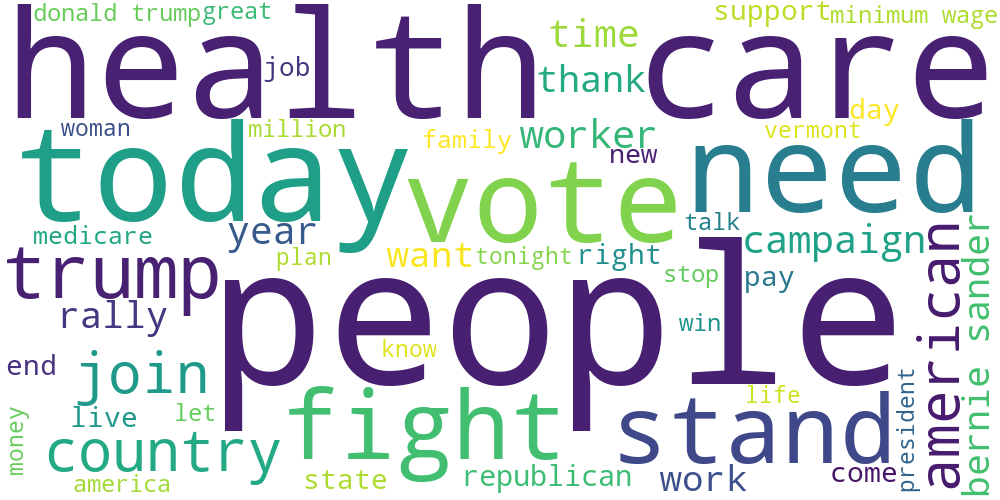 donald trump great
support minimum wage
health care
time
job
thank
day
woman
million
family
worker
new
vermont
today
vote
need
talk
medicare
year
plan
want
tonight
right
campaign
trump
people
stop
pay
rally
win
american
bernie sander
end
join
know
live
let
fight
life
stand
president
money
country
america
state
republican
work
come